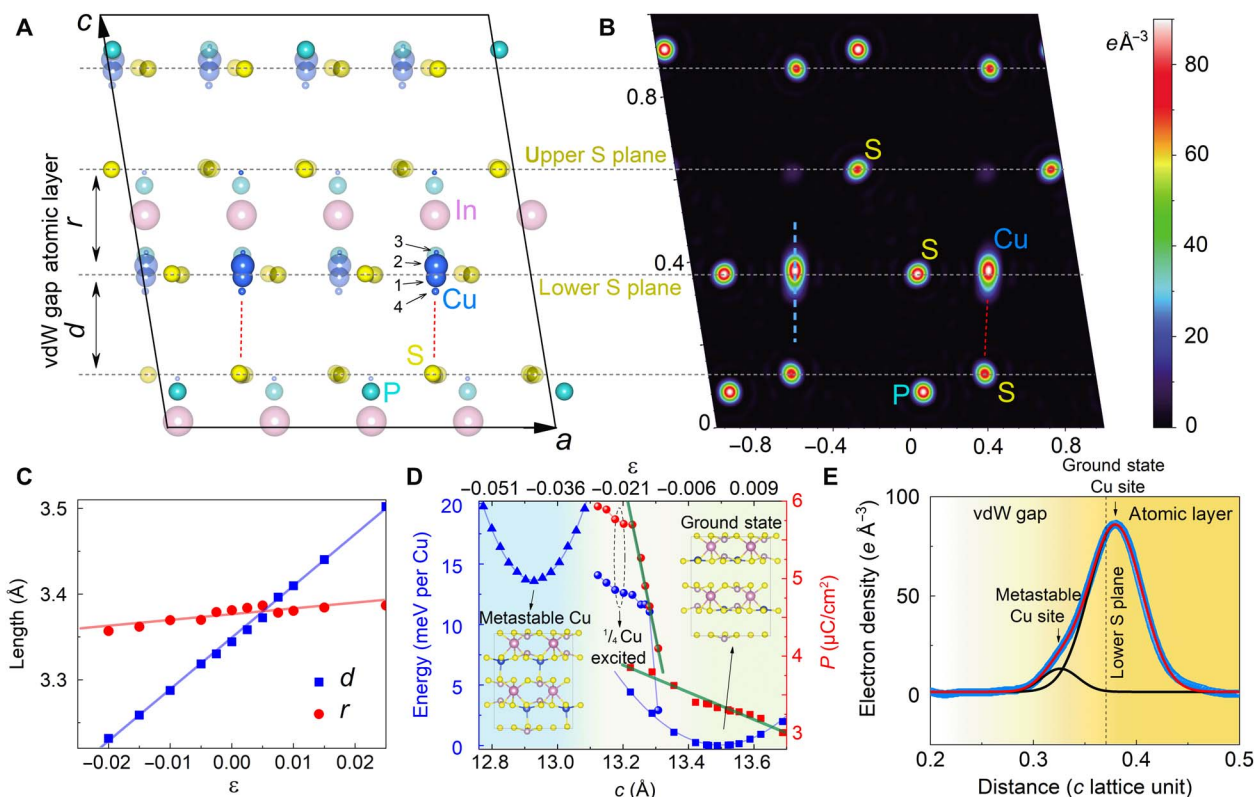 A
c
vdW gap atomic layer
r
d
Upper S plane
In
3
2
1
4
Cu
Lower S plane
S
P
a
B
e Å−3
0.8
0.4
0
S
Cu
S
P
S
−0.8
−0.4
0
0.4
0.8
80
60
40
20
0
C
Length (Å)
3.5
3.4
3.3
d
r
−0.02
−0.01
0.00
0.01
0.02
ε
D
ε
−0.051
−0.036
−0.021
−0.006
0.009
Energy (meV per Cu)
20
15
10
5
0
Metastable Cu
1/4 Cu
excited
Ground state
6
5
4
3
P (μC/cm2)
12.8
13.1
13.4
13.7
c (Å)
E
Ground state
Cu site
vdW gap
Atomic layer
Metastable
Cu site
Lower S plane
Electron density (e Å−3)
100
50
0
0.2
0.3
0.4
0.5
Distance (c lattice unit)